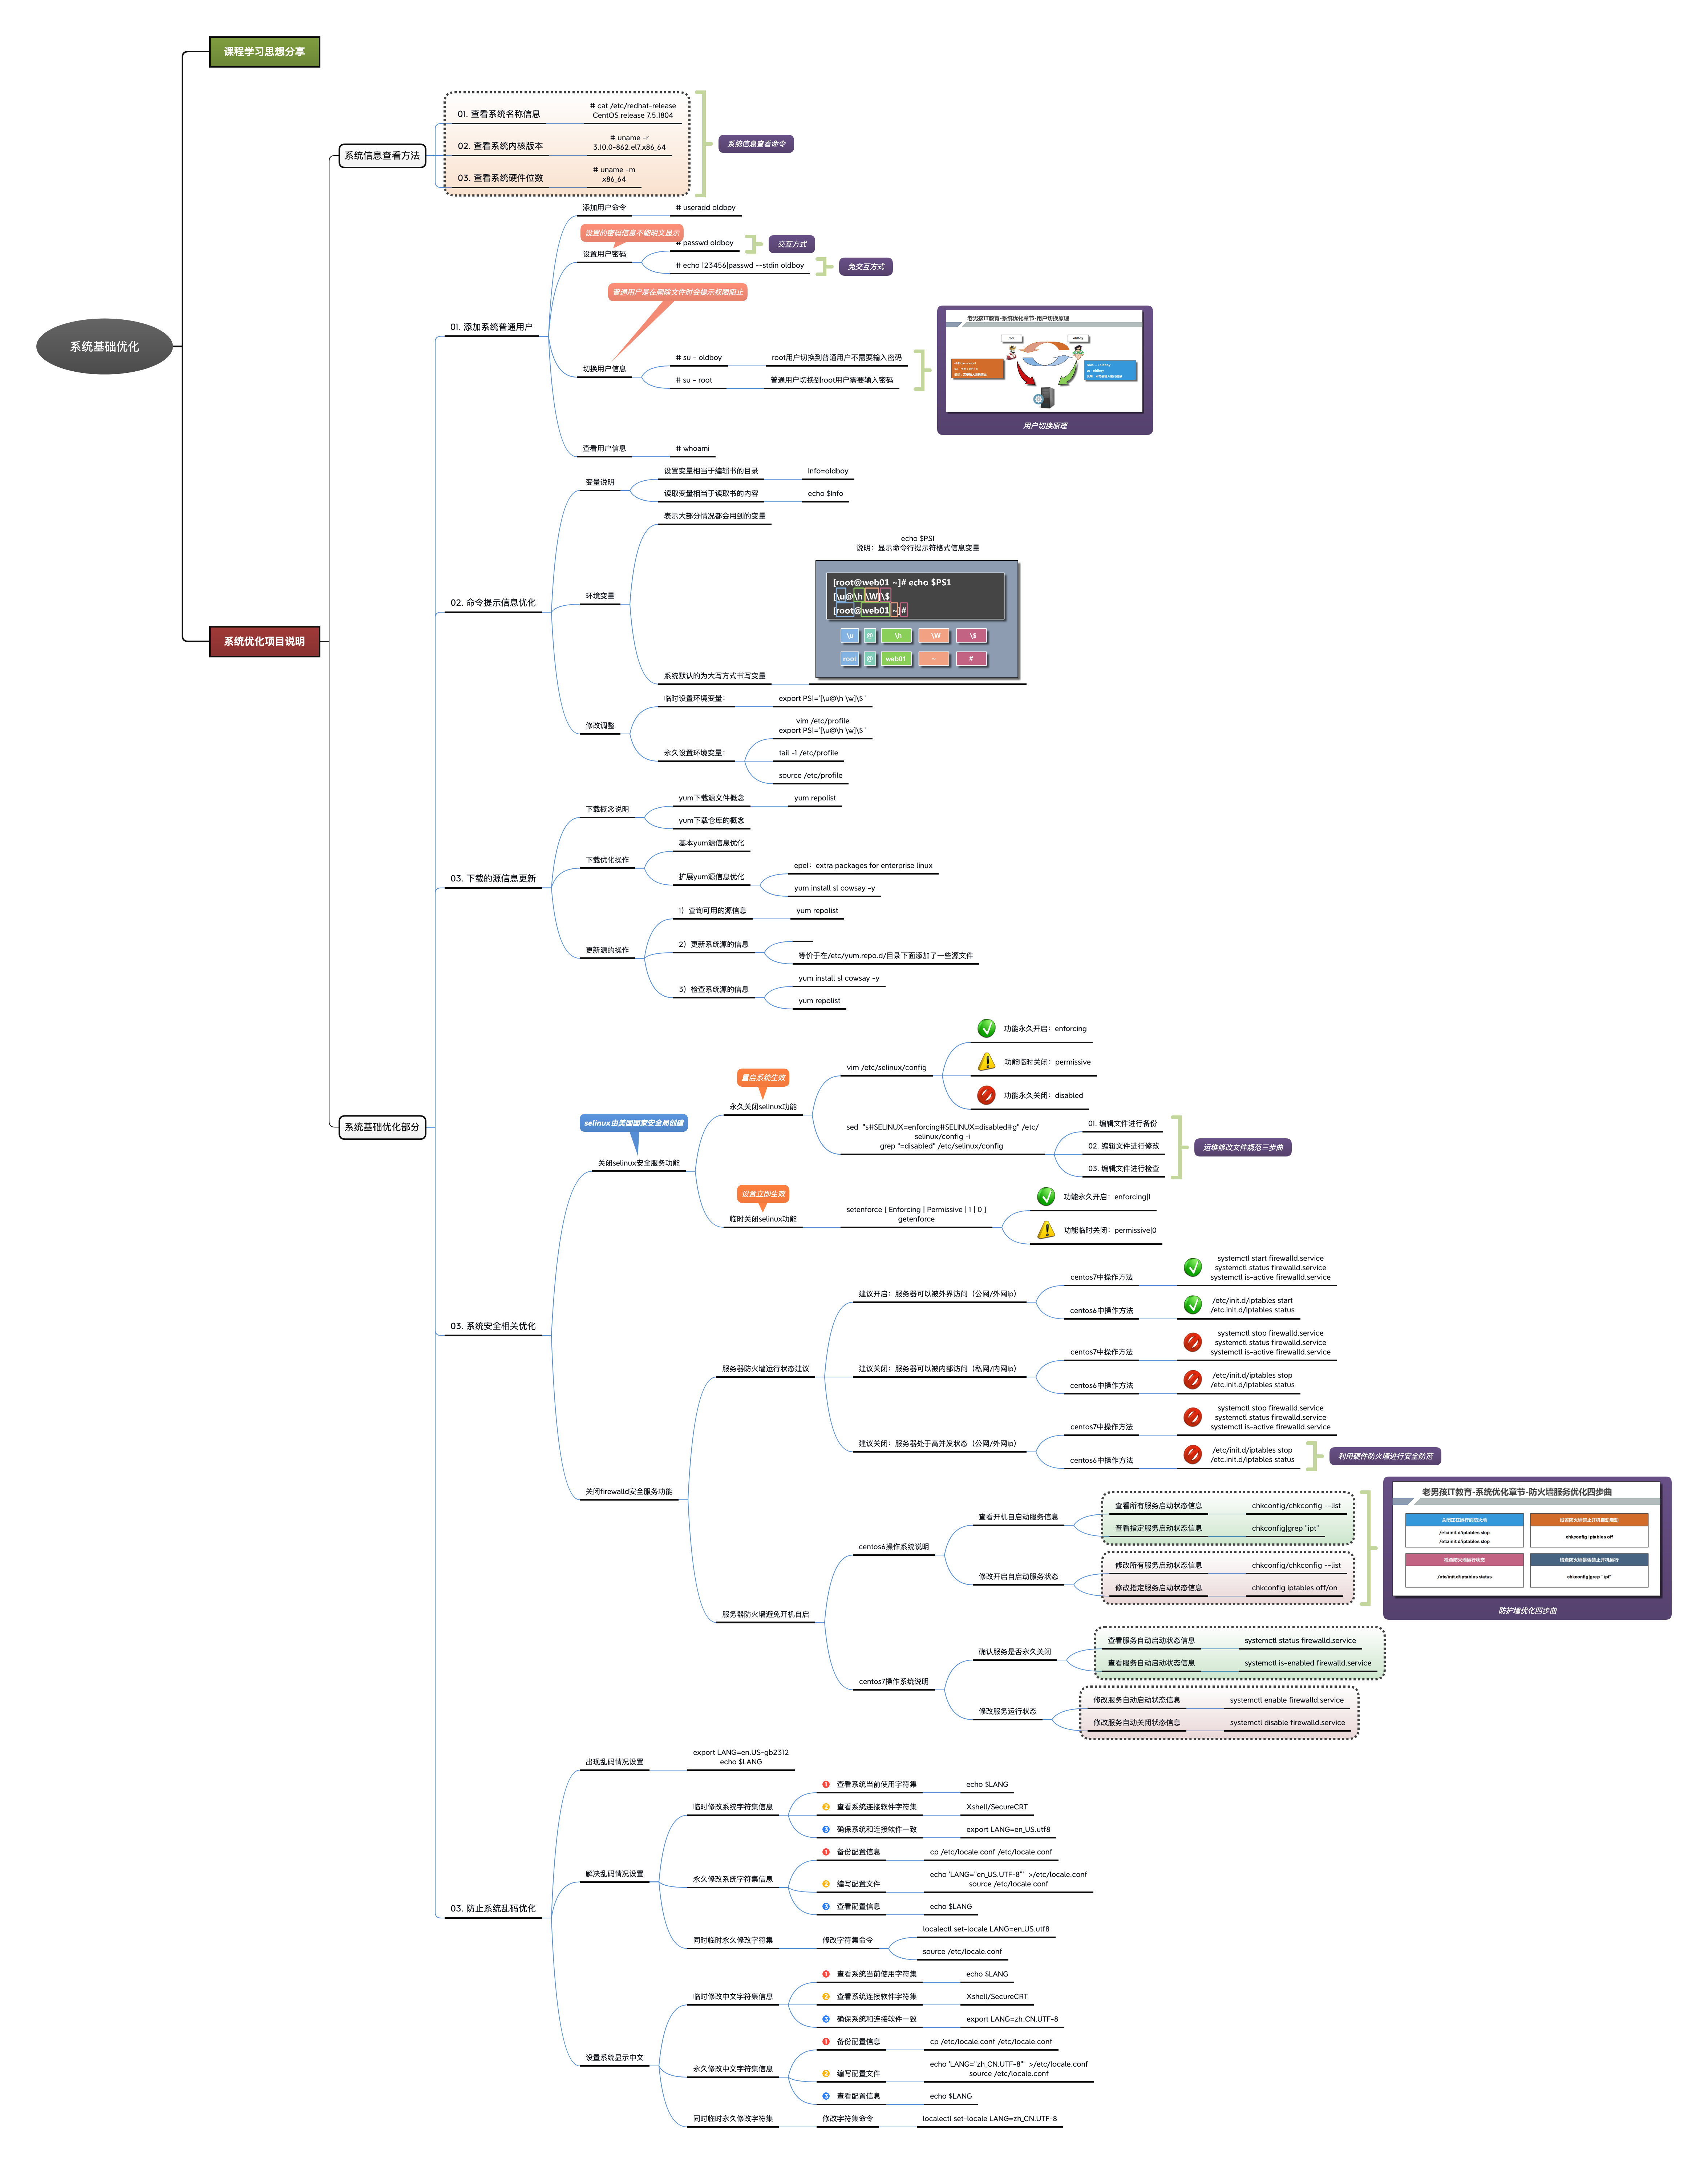 课程学习思想分享
系统基础优化
系统优化项目说明
系统信息查看方法
01. 查看系统名称信息
# cat /etc/redhat-release
CentOS release 7.5.1804
02. 查看系统内核版本
# uname -r
3.10.0-862.el7.x86_64
03. 查看系统硬件位数
# uname -m
x86_64
系统信息查看命令
系统基础优化部分
01. 添加系统普通用户
添加用户命令
# useradd oldboy
设置的密码信息不能明文显示
设置用户密码
# passwd oldboy
交互方式
# echo 123456|passwd --stdin oldboy
免交互方式
普通用户是在删除文件时会提示权限阻止
切换用户信息
# su - oldboy
root用户切换到普通用户不需要输入密码
# su - root
普通用户切换到root用户需要输入密码
老男孩IT教育-系统优化章节-用户切换原理
root
oldboy
用户切换原理
查看用户信息
# whoami
02. 命令提示信息优化
变量说明
设置变量相当于编辑书的目录
Info=oldboy
读取变量相当于读取书的内容
echo $Info
环境变量
表示大部分情况都会用到的变量
系统默认的为大写方式书写变量
echo $PS1
说明：显示命令行提示符格式信息变量
[root@web01 ~]# echo $PS1
[\u@\h \W]\$
[root@web01 ~]#
\u @ \h \W \$
root @ web01 ~ #
修改调整
临时设置环境变量：
export PS1='[\u@\h \w]\$ '
永久设置环境变量：
vim /etc/profile
export PS1='[\u@\h \w]\$ '
tail -1 /etc/profile
source /etc/profile
03. 下载的源信息更新
下载概念说明
yum下载源文件概念
yum repolist
yum下载仓库的概念
下载优化操作
基本yum源信息优化
扩展yum源信息优化
epel：extra packages for enterprise linux
yum install sl cowsay -y
更新源的操作
1）查询可用的源信息
yum repolist
2）更新系统源的信息
等价于在/etc/yum.repo.d/目录下面添加了一些源文件
3）检查系统源的信息
yum install sl cowsay -y
yum repolist
03. 系统安全相关优化
selinux由美国国家安全局创建
关闭selinux安全服务功能
重启系统生效
永久关闭selinux功能
vim /etc/selinux/config
功能永久开启：enforcing
功能临时关闭：permissive
功能永久关闭：disabled
sed "s#SELINUX=enforcing#SELINUX=disabled#g" /etc/
selinux/config -i
grep "=disabled" /etc/selinux/config
01. 编辑文件进行备份
02. 编辑文件进行修改
03. 编辑文件进行检查
运维修改文件规范三步曲
设置立即生效
临时关闭selinux功能
setenforce [ Enforcing | Permissive | 1 | 0 ]
getenforce
功能永久开启：enforcing|1
功能临时关闭：permissive|0
关闭firewalld安全服务功能
服务器防火墙运行状态建议
建议开启：服务器可以被外界访问（公网/外网ip）
centos7中操作方法
systemctl start firewalld.service
systemctl status firewalld.service
systemctl is-active firewalld.service
centos6中操作方法
/etc/init.d/iptables start
/etc.init.d/iptables status
建议关闭：服务器可以被内部访问（私网/内网ip）
centos7中操作方法
systemctl stop firewalld.service
systemctl status firewalld.service
systemctl is-active firewalld.service
centos6中操作方法
/etc/init.d/iptables stop
/etc.init.d/iptables status
建议关闭：服务器处于高并发状态（公网/外网ip）
centos7中操作方法
systemctl stop firewalld.service
systemctl status firewalld.service
systemctl is-active firewalld.service
centos6中操作方法
/etc/init.d/iptables stop
/etc.init.d/iptables status
利用硬件防火墙进行安全防范
服务器防火墙避免开机自启
centos6操作系统说明
查看开机自启动服务信息
查看所有服务启动状态信息
chkconfig/chkconfig --list
查看指定服务启动状态信息
chkconfig|grep "ipt"
修改开启自启动服务状态
修改所有服务启动状态信息
chkconfig/chkconfig --list
修改指定服务启动状态信息
chkconfig iptables off/on
老男孩IT教育-系统优化章节-防火墙服务优化四步曲
关闭正在运行的防火墙
/etc/init.d/iptables stop
/etc/init.d/iptables stop
设置防火墙禁止开机自启动
chkconfig iptables off
检查防火墙运行状态
/etc/init.d/iptables status
检查防火墙是否禁止开机运行
chkconfig|grep "ipt"
防护墙优化四步曲
centos7操作系统说明
确认服务是否永久关闭
查看服务自动启动状态信息
systemctl status firewalld.service
查看服务自动启动状态信息
systemctl is-enabled firewalld.service
修改服务运行状态
修改服务自动启动状态信息
systemctl enable firewalld.service
修改服务自动关闭状态信息
systemctl disable firewalld.service
03. 防止系统乱码优化
出现乱码情况设置
export LANG=en.US-gb2312
echo $LANG
解决乱码情况设置
临时修改系统字符集信息
1 查看系统当前使用字符集
echo $LANG
2 查看系统连接软件字符集
Xshell/SecureCRT
3 确保系统和连接软件一致
export LANG=en_US.utf8
永久修改系统字符集信息
1 备份配置信息
cp /etc/locale.conf /etc/locale.conf
2 编写配置文件
echo 'LANG="en_US.UTF-8"' >/etc/locale.conf
source /etc/locale.conf
3 查看配置信息
echo $LANG
同时临时永久修改字符集
修改字符集命令
localectl set-locale LANG=en_US.utf8
source /etc/locale.conf
设置系统显示中文
临时修改中文字符集信息
1 查看系统当前使用字符集
echo $LANG
2 查看系统连接软件字符集
Xshell/SecureCRT
3 确保系统和连接软件一致
export LANG=zh_CN.UTF-8
永久修改中文字符集信息
1 备份配置信息
cp /etc/locale.conf /etc/locale.conf
2 编写配置文件
echo 'LANG="zh_CN.UTF-8"' >/etc/locale.conf
source /etc/locale.conf
3 查看配置信息
echo $LANG
同时临时永久修改字符集
修改字符集命令
localectl set-locale LANG=zh_CN.UTF-8